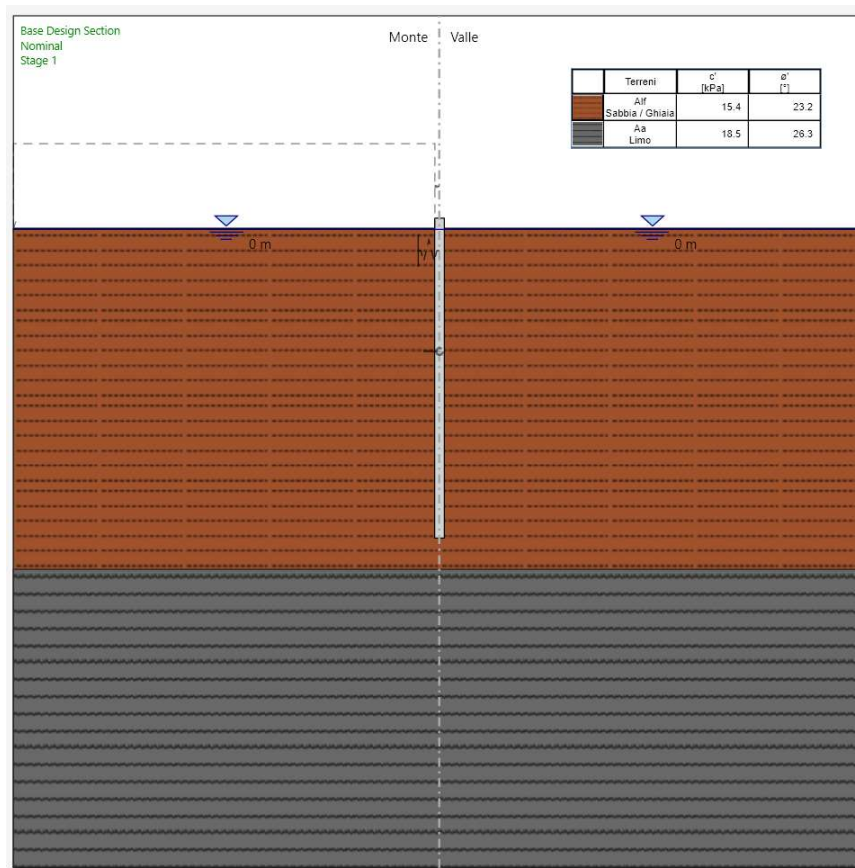 Base Design Section
Nominal
Stage 1
Monte Valle
Terreni c' ø'
[kPa] [°]
Alf
Sabbia / Ghiaia 15.4 23.2
Aa
Limo 18.5 26.3
0 m 0 m